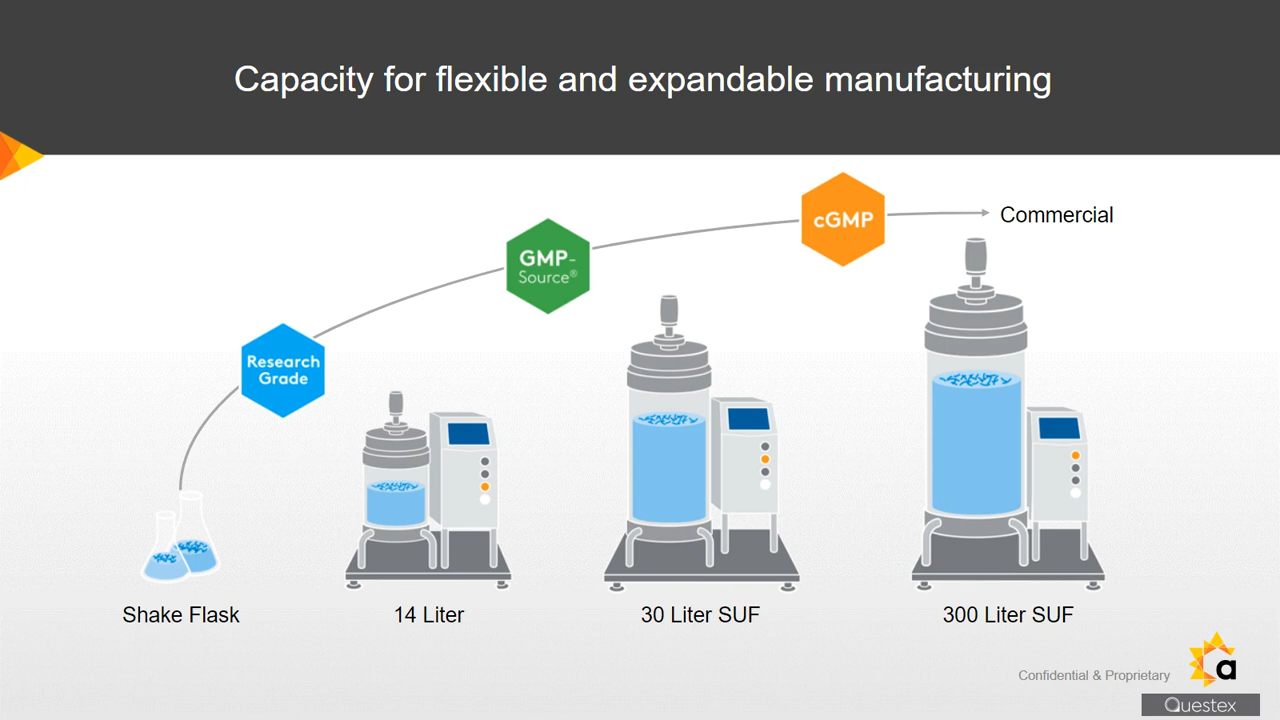 Capacity for flexible and expandable manufacturing
cGMP
Commercial
GMP-
Source®
Research
Grade
Shake Flask
14 Liter
30 Liter SUF
300 Liter SUF
Confidential & Proprietary
a
Questex